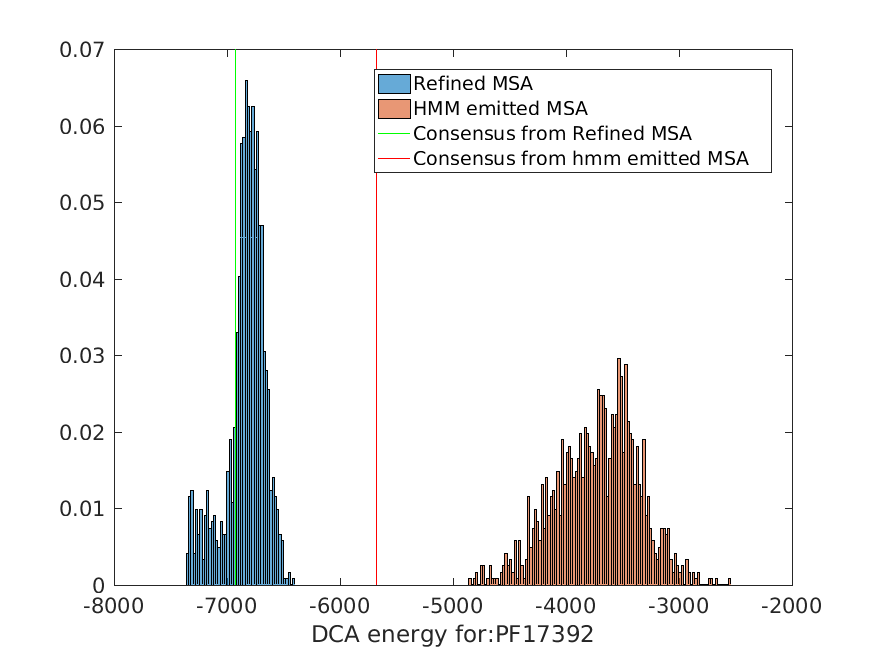 0.07
0.06
0.05
0.04
0.03
0.02
0.01
0
Refined MSA
HMM emitted MSA
Consensus from Refined MSA
Consensus from hmm emitted MSA
-8000 -7000 -6000 -5000 -4000 -3000 -2000
DCA energy for:PF17392